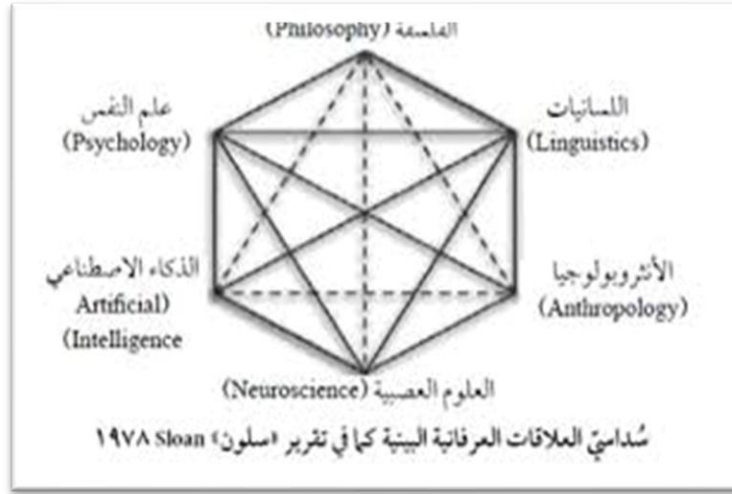 الفلسفة (Philosophy)
علم النفس
(Psychology)
اللسانيات
(Linguistics)
الذكاء الاصطناعي
Artificial)
(Intelligence
الأنثروبولوجيا
(Anthropology)
العلوم العصبية (Neuroscience)
سُداسيّ العلاقات العرفانية البينية كما في تقرير «سلون» Sloan ١٩٧٨